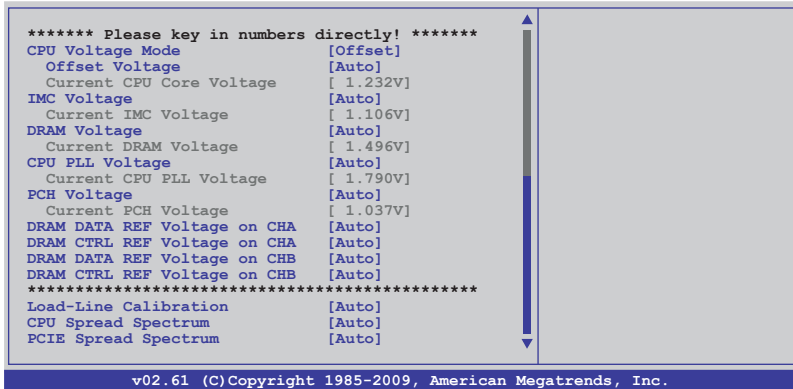 ******* Please key in numbers directly! *******
CPU Voltage Mode [Offset]
Offset Voltage [Auto]
Current CPU Core Voltage [ 1.232V]
IMC Voltage [Auto]
Current IMC Voltage [ 1.106V]
DRAM Voltage [Auto]
Current DRAM Voltage [ 1.496V]
CPU PLL Voltage [Auto]
Current CPU PLL Voltage [ 1.790V]
PCH Voltage [Auto]
Current PCH Voltage [ 1.037V]
DRAM DATA REF Voltage on CHA [Auto]
DRAM CTRL REF Voltage on CHA [Auto]
DRAM DATA REF Voltage on CHB [Auto]
DRAM CTRL REF Voltage on CHB [Auto]
***********************************************
Load-Line Calibration [Auto]
CPU Spread Spectrum [Auto]
PCIE Spread Spectrum [Auto]
v02.61 (C)Copyright 1985-2009, American Megatrends, Inc.